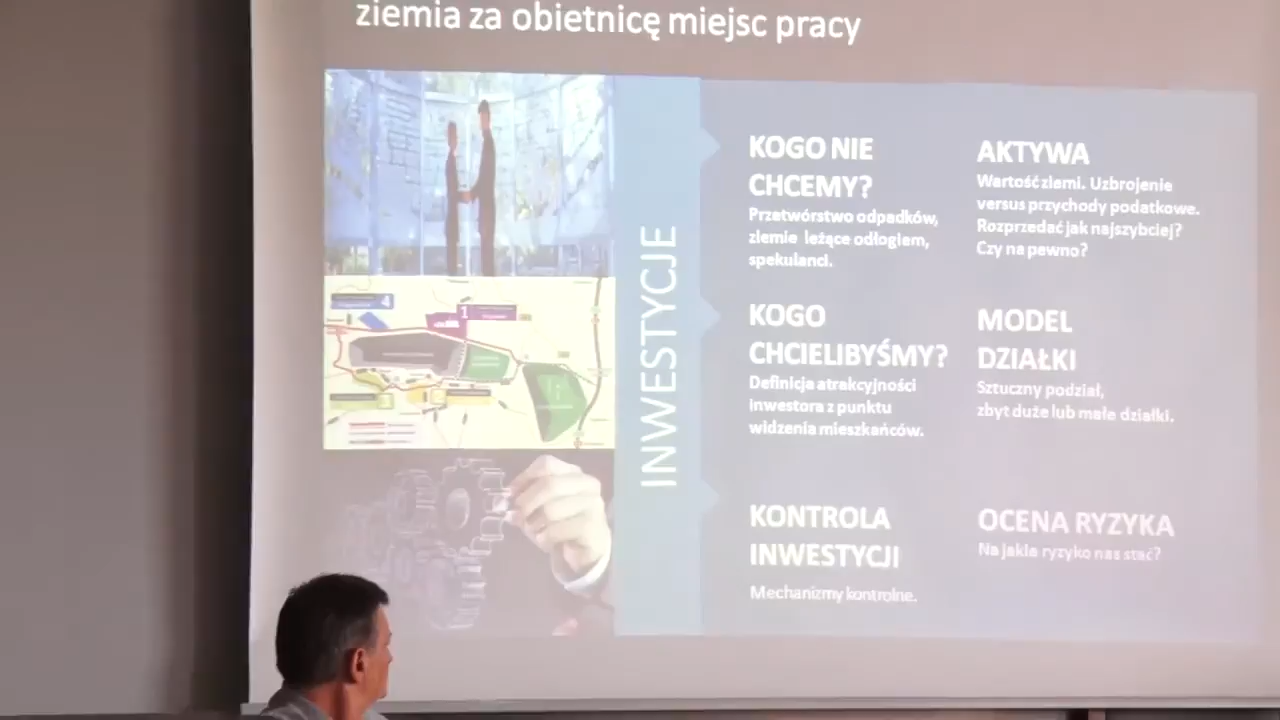 ziemia za obietnicę miejsc pracy
INWESTYCJE
KOGO NIE
CHCEMY?
Przetwórstwo odpadków,
ziemie leżące odłogiem,
spekulanci.
AKTYWA
Wartość ziemi. Uzbrojenie
versus przychody podatkowe.
Rozprzedać jak najszybciej?
Czy na pewno?
KOGO
CHCIELIBYŚMY?
Definicja atrakcyjności
inwestora z punktu
widzenia mieszkańców.
MODEL
DZIAŁKI
Sztuczny podział,
zbyt duże lub małe działki.
KONTROLA
INWESTYCJI
Mechanizmy kontrolne.
OCENA RYZYKA
Na jakie ryzyko nas stać?
4
1